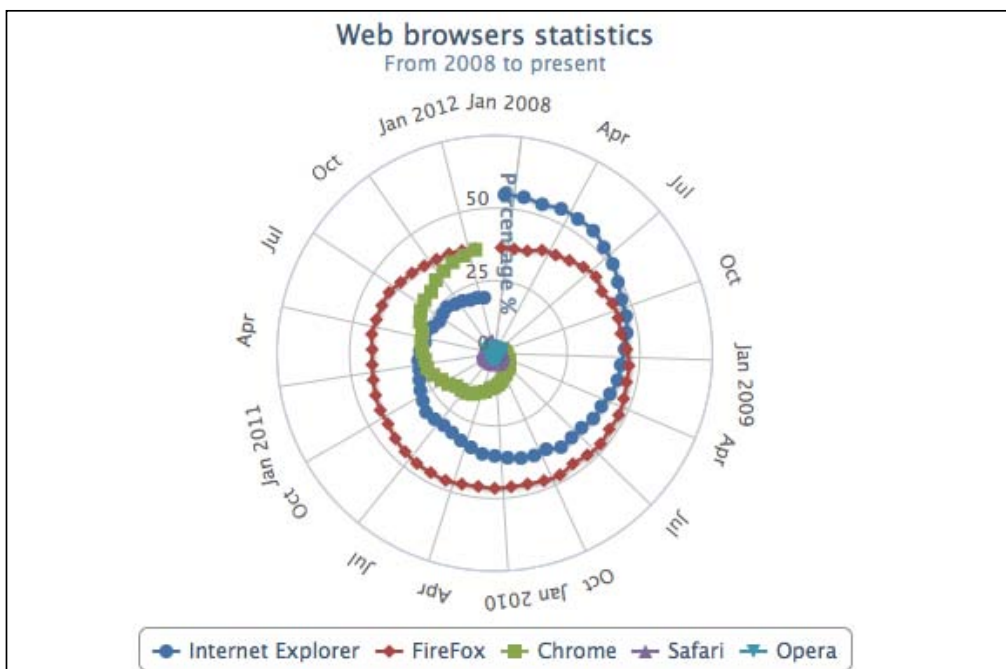 Web browsers statistics
From 2008 to present
Jan 2008
Apr
Jul
Oct
Jan 2009
Apr
Jul
Oct
Jan 2010
Apr
Jul
Oct
Jan 2011
Apr
Jul
Oct
Jan 2012
50
25
Percentage %
Internet Explorer
FireFox
Chrome
Safari
Opera